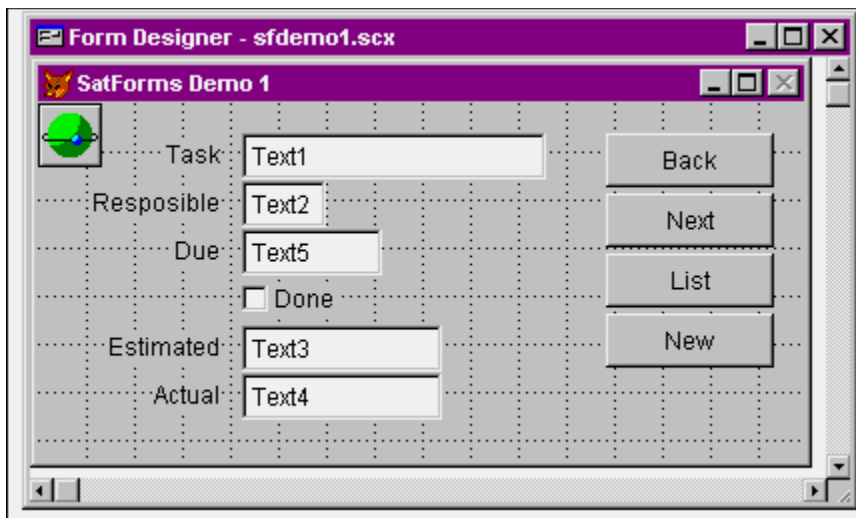 Form Designer - sfdemo1.scx
SatForms Demo 1
Task Text1 Back
Resposible Text2 Next
Due Text5
Done List
Estimated Text3 New
Actual Text4